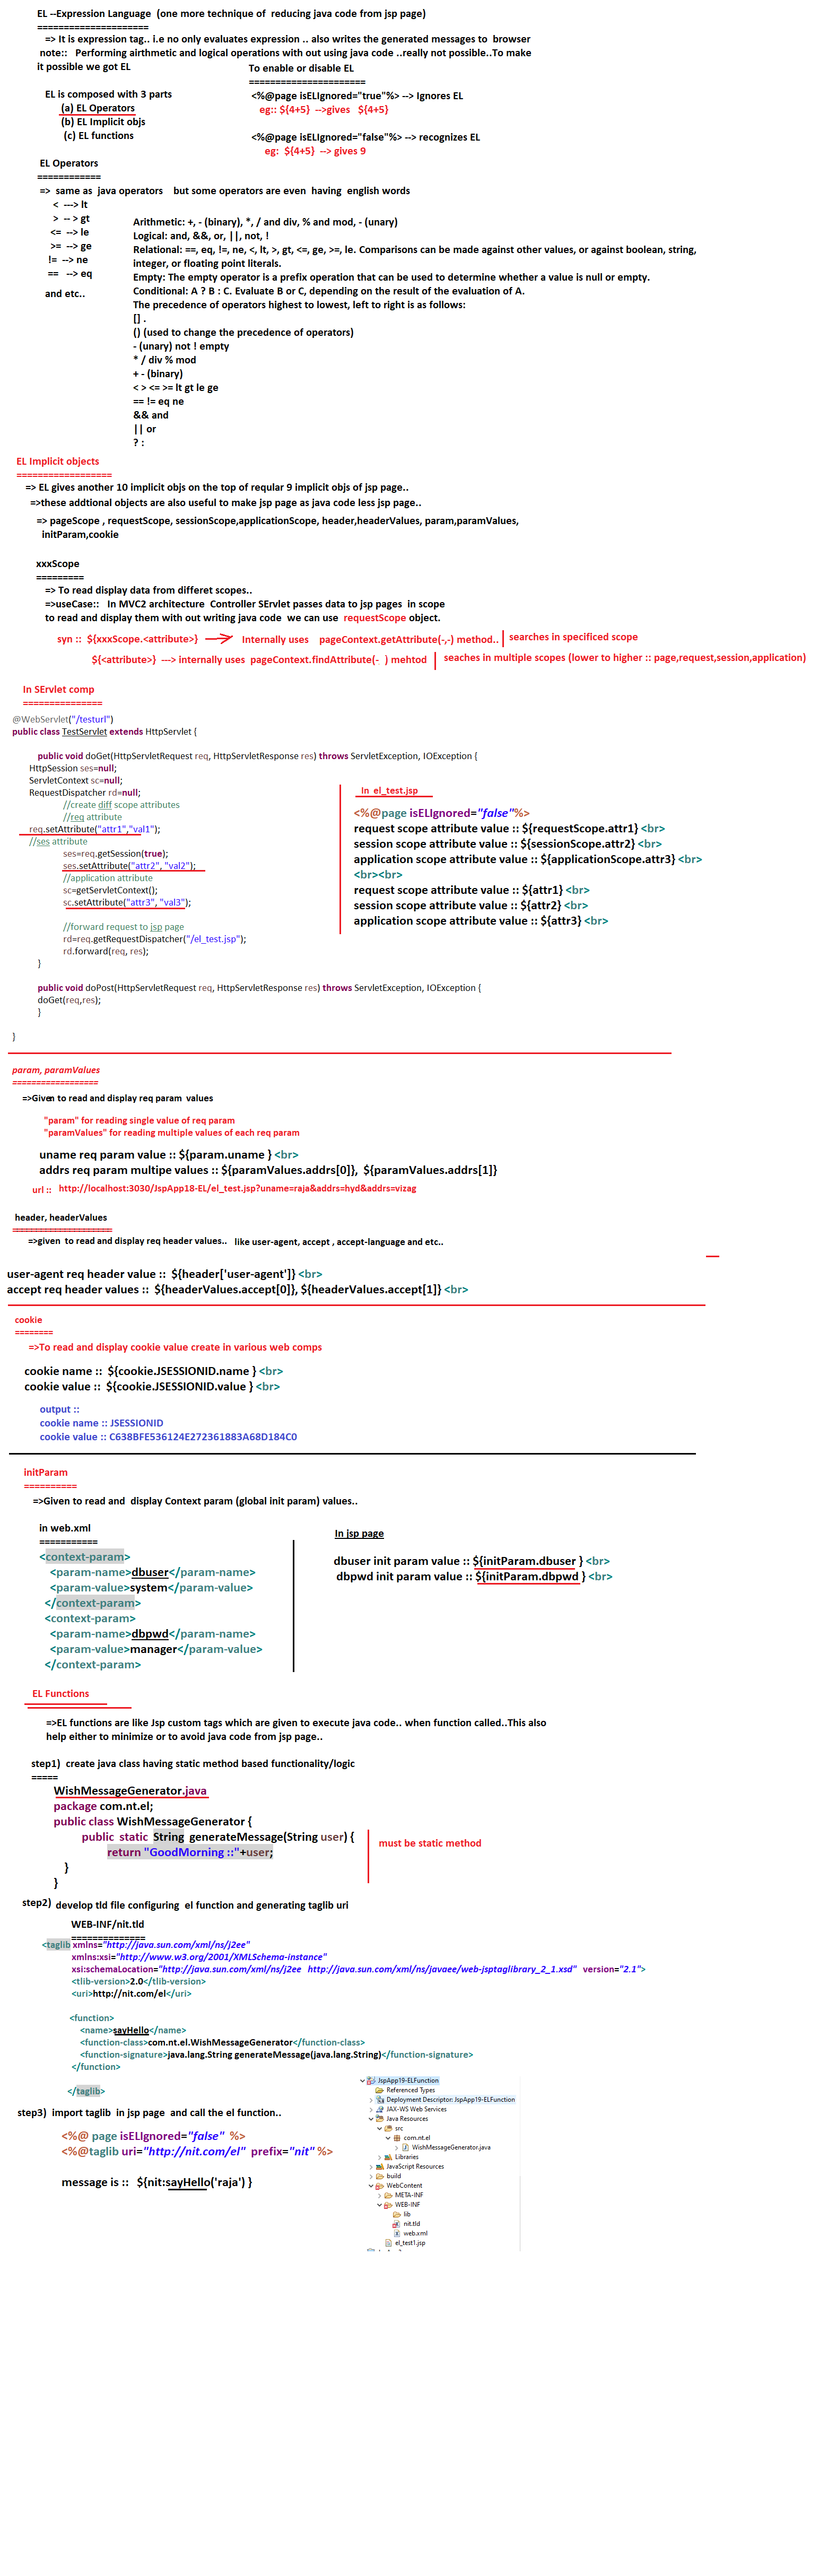 EL --Expression Language (one more technique of reducing java code from jsp page)
=====================
=> It is expression tag.. i.e no only evaluates expression .. also writes the generated messages to browser
note:: Performing airthmetic and logical operations with out using java code ..really not possible..To make
it possible we got EL
To enable or disable EL
======================
<%@page isELIgnored="true"%> --> Ignores EL
eg:: ${4+5} -->gives ${4+5}
<%@page isELIgnored="false"%> --> recognizes EL
eg: ${4+5} --> gives 9
EL is composed with 3 parts
(a) EL Operators
(b) EL Implicit objs
(c) EL functions
EL Operators
============
=> same as java operators but some operators are even having english words
< ---> lt
> -- > gt
<= --> le
>= --> ge
!= --> ne
== --> eq
and etc..
Arithmetic: +, - (binary), *, / and div, % and mod, - (unary)
Logical: and, &&, or, ||, not, !
Relational: ==, eq, !=, ne, <, lt, >, gt, <=, ge, >=, le. Comparisons can be made against other values, or against boolean, string,
integer, or floating point literals.
Empty: The empty operator is a prefix operation that can be used to determine whether a value is null or empty.
Conditional: A ? B : C. Evaluate B or C, depending on the result of the evaluation of A.
The precedence of operators highest to lowest, left to right is as follows:
[] .
() (used to change the precedence of operators)
- (unary) not ! empty
* / div % mod
+ - (binary)
< > <= >= lt gt le ge
== != eq ne
&& and
|| or
? :
EL Implicit objects
==================
=> EL gives another 10 implicit objs on the top of reqular 9 implicit objs of jsp page..
=>these addtional objects are also useful to make jsp page as java code less jsp page..
=> pageScope , requestScope, sessionScope,applicationScope, header,headerValues, param,paramValues,
initParam,cookie
xxxScope
=========
=> To read display data from differet scopes..
=>useCase:: In MVC2 architecture Controller SErvlet passes data to jsp pages in scope
to read and display them with out writing java code we can use requestScope object.
syn :: ${xxxScope.<attribute>} Internally uses pageContext.getAttribute(-,-) method.. searches in specificed scope
${<attribute>} ---> internally uses pageContext.findAttribute(- ) mehtod seaches in multiple scopes (lower to higher :: page,request,session,application)
In SErvlet comp
===============
@WebServlet("/testurl")
public class TestServlet extends HttpServlet {
public void doGet(HttpServletRequest req, HttpServletResponse res) throws ServletException, IOException {
HttpSession ses=null;
ServletContext sc=null;
RequestDispatcher rd=null;
//create diff scope attributes
//req attribute
req.setAttribute("attr1","val1");
//ses attribute
ses=req.getSession(true);
ses.setAttribute("attr2", "val2");
//application attribute
sc=getServletContext();
sc.setAttribute("attr3", "val3");
//forward request to jsp page
rd=req.getRequestDispatcher("/el_test.jsp");
rd.forward(req, res);
}
public void doPost(HttpServletRequest req, HttpServletResponse res) throws ServletException, IOException {
doGet(req,res);
}
}
In el_test.jsp
<%@page isELIgnored="false"%>
request scope attribute value :: ${requestScope.attr1} <br>
session scope attribute value :: ${sessionScope.attr2} <br>
application scope attribute value :: ${applicationScope.attr3} <br>
<br><br>
request scope attribute value :: ${attr1} <br>
session scope attribute value :: ${attr2} <br>
application scope attribute value :: ${attr3} <br>
param, paramValues
==================
=>Given to read and display req param values
"param" for reading single value of req param
"paramValues" for reading multiple values of each req param
uname req param value :: ${param.uname } <br>
addrs req param multipe values :: ${paramValues.addrs[0]}, ${paramValues.addrs[1]}
url :: http://localhost:3030/JspApp18-EL/el_test.jsp?uname=raja&addrs=hyd&addrs=vizag
header, headerValues
=====================
=>given to read and display req header values.. like user-agent, accept , accept-language and etc..
user-agent req header value :: ${header['user-agent']} <br>
accept req header values :: ${headerValues.accept[0]}, ${headerValues.accept[1]} <br>
cookie
========
=>To read and display cookie value create in various web comps
cookie name :: ${cookie.JSESSIONID.name } <br>
cookie value :: ${cookie.JSESSIONID.value } <br>
output ::
cookie name :: JSESSIONID
cookie value :: C638BFE536124E272361883A68D184C0
initParam
==========
=>Given to read and display Context param (global init param) values..
in web.xml
===========
<context-param>
<param-name>dbuser</param-name>
<param-value>system</param-value>
</context-param>
<context-param>
<param-name>dbpwd</param-name>
<param-value>manager</param-value>
</context-param>
In jsp page
dbuser init param value :: ${initParam.dbuser } <br>
dbpwd init param value :: ${initParam.dbpwd } <br>
EL Functions
=>EL functions are like Jsp custom tags which are given to execute java code.. when function called..This also
help either to minimize or to avoid java code from jsp page..
step1) create java class having static method based functionality/logic
=====
WishMessageGenerator.java
package com.nt.el;
public class WishMessageGenerator {
public static String generateMessage(String user) {
return "GoodMorning ::"+user;
}
}
must be static method
step2) develop tld file configuring el function and generating taglib uri
WEB-INF/nit.tld
==============
<taglib xmlns="http://java.sun.com/xml/ns/j2ee"
xmlns:xsi="http://www.w3.org/2001/XMLSchema-instance"
xsi:schemaLocation="http://java.sun.com/xml/ns/j2ee http://java.sun.com/xml/ns/javaee/web-jsptaglibrary_2_1.xsd" version="2.1">
<tlib-version>2.0</tlib-version>
<uri>http://nit.com/el</uri>
<function>
<name>sayHello</name>
<function-class>com.nt.el.WishMessageGenerator</function-class>
<function-signature>java.lang.String generateMessage(java.lang.String)</function-signature>
</function>
</taglib>
step3) import taglib in jsp page and call the el function..
<%@ page isELIgnored="false" %>
<%@taglib uri="http://nit.com/el" prefix="nit" %>
message is :: ${nit:sayHello('raja') }
JspApp19-ELFunction
Referenced Types
Deployment Descriptor: JspApp19-ELFunction
JAX-WS Web Services
Java Resources
src
com.nt.el
WishMessageGenerator.java
Libraries
JavaScript Resources
build
WebContent
META-INF
WEB-INF
lib
nit.tld
web.xml
el_test1.jsp